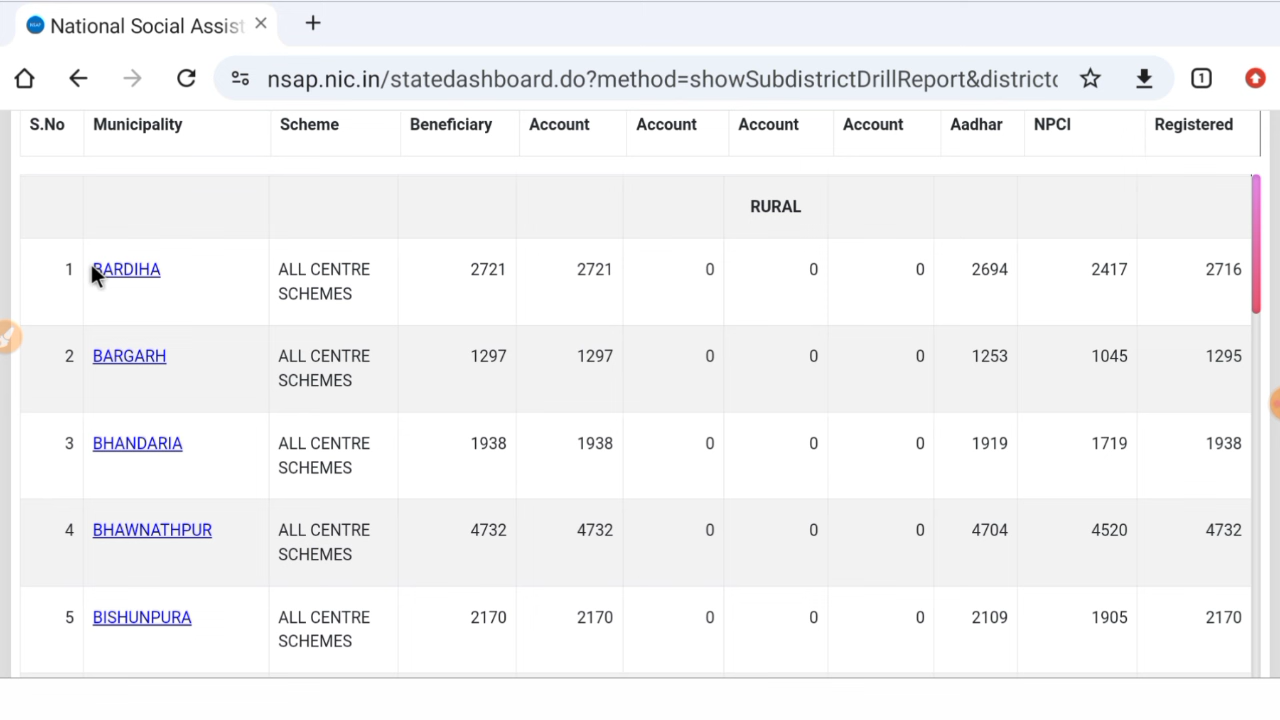 National Social Assist
nsap.nic.in/statedashboard.do?method=showSubdistrictDrillReport&district
1
S.No Municipality Scheme Beneficiary Account Account Account Account Aadhar NPCI Registered
RURAL
1 BARDIHA ALL CENTRE SCHEMES 2721 2721 0 0 0 2694 2417 2716
2 BARGARH ALL CENTRE SCHEMES 1297 1297 0 0 0 1253 1045 1295
3 BHANDARIA ALL CENTRE SCHEMES 1938 1938 0 0 0 1919 1719 1938
4 BHAWNATHPUR ALL CENTRE SCHEMES 4732 4732 0 0 0 4704 4520 4732
5 BISHUNPURA ALL CENTRE SCHEMES 2170 2170 0 0 0 2109 1905 2170